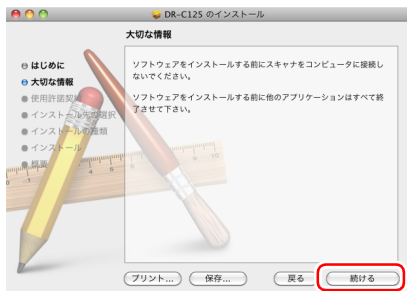 DR-C125 のインストール
大切な情報
はじめに
大切な情報
使用許諾契約
インストール先の選択
インストールの種類
インストール
概要
ソフトウェアをインストールする前にスキャナをコンピュータに接続し
ないでください。
ソフトウェアをインストールする前に他のアプリケーションはすべて終
了させて下さい。
プリント...
保存...
戻る
続ける